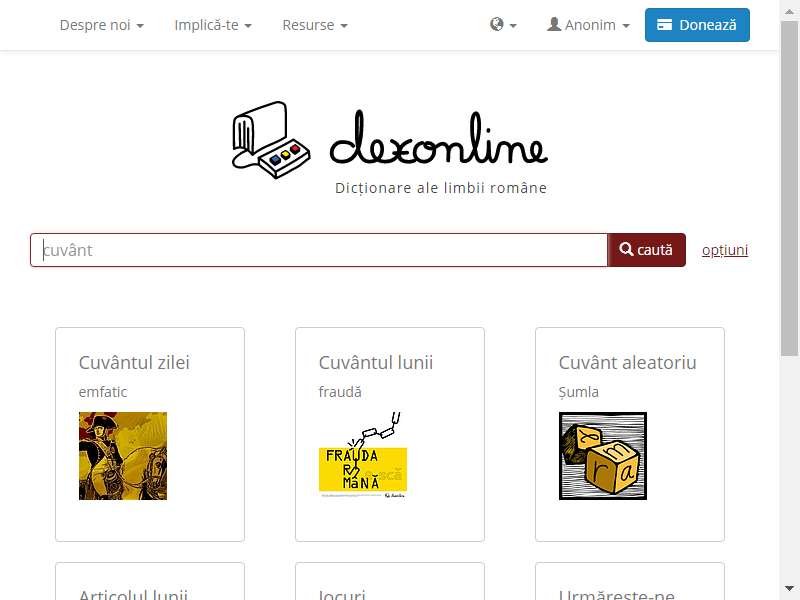 Despre noi
Implică-te
Resurse
Anonim
Donează
dexonline
Dicționare ale limbii române
cuvânt
caută
opțiuni
Cuvântul zilei
emfatic
Cuvântul lunii
fraudă
FRAUDA
RO
ească
MâNĂ
Cuvânt aleatoriu
Șumla
Articolul lunii
Jocuri
Urmărește-ne